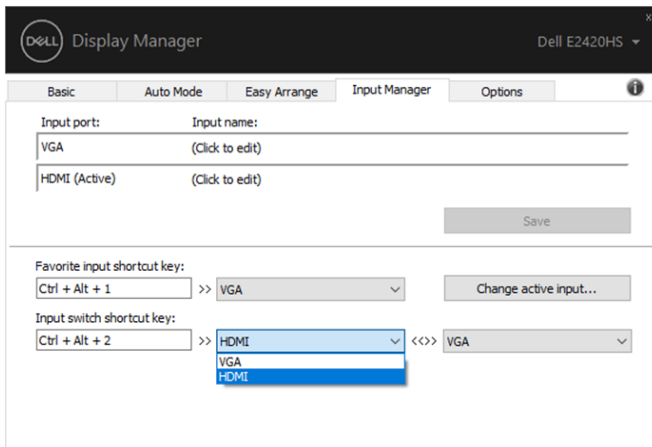 x
DELL Display Manager Dell E2420HS
Basic Auto Mode Easy Arrange Input Manager Options i
Input port: Input name:
VGA (Click to edit)
HDMI (Active) (Click to edit)
Save
Favorite input shortcut key:
Ctrl + Alt + 1 >> VGA Change active input...
Input switch shortcut key:
Ctrl + Alt + 2 >> HDMI <<>> VGA
VGA
HDMI